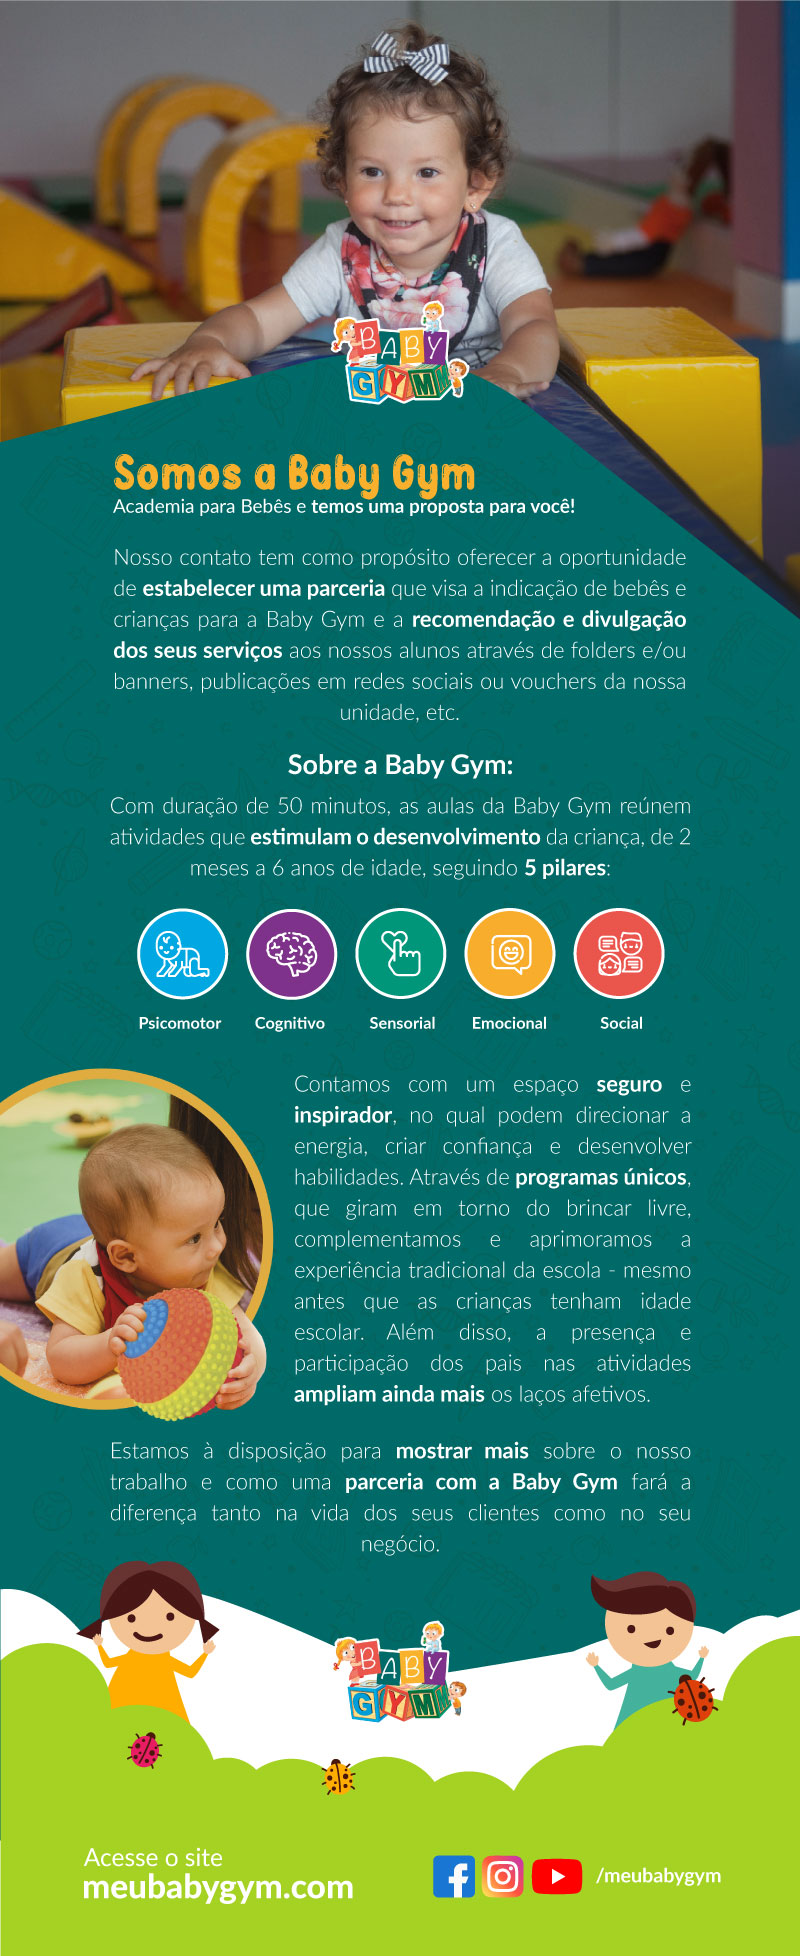 BABY
GYM
Somos a Baby Gym
Academia para Bebês e temos uma proposta para você!
Nosso contato tem como propósito oferecer a oportunidade
de estabelecer uma parceria que visa a indicação de bebês e
crianças para a Baby Gym e a recomendação e divulgação
dos seus serviços aos nossos alunos através de folders e/ou
banners, publicações em redes sociais ou vouchers da nossa
unidade, etc.
Sobre a Baby Gym:
Com duração de 50 minutos, as aulas da Baby Gym reúnem
atividades que estimulam o desenvolvimento da criança, de 2
meses a 6 anos de idade, seguindo 5 pilares:
Psicomotor Cognitivo Sensorial Emocional Social
Contamos com um espaço seguro e
inspirador, no qual podem direcionar a
energia, criar confiança e desenvolver
habilidades. Através de programas únicos,
que giram em torno do brincar livre,
complementamos e aprimoramos a
experiência tradicional da escola - mesmo
antes que as crianças tenham idade
escolar. Além disso, a presença e
participação dos pais nas atividades
ampliam ainda mais os laços afetivos.
Estamos à disposição para mostrar mais sobre o nosso
trabalho e como uma parceria com a Baby Gym fará a
diferença tanto na vida dos seus clientes como no seu
negócio.
BABY
GYM
Acesse o site
meubabygym.com
/meubabygym